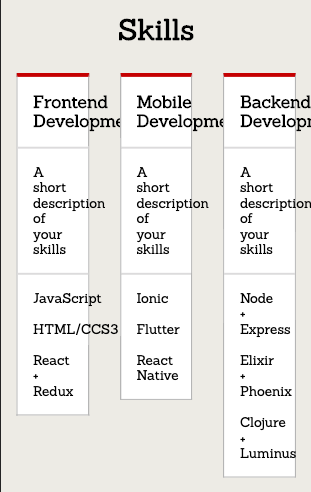 Skills
Frontend
Developme
A
short
description
of
your
skills
JavaScript
HTML/CCS3
React
+
Redux
Mobile
Developme
A
short
description
of
your
skills
Ionic
Flutter
React
Native
Backend
Develop
A
short
description
of
your
skills
Node
+
Express
Elixir
+
Phoenix
Clojure
+
Luminus